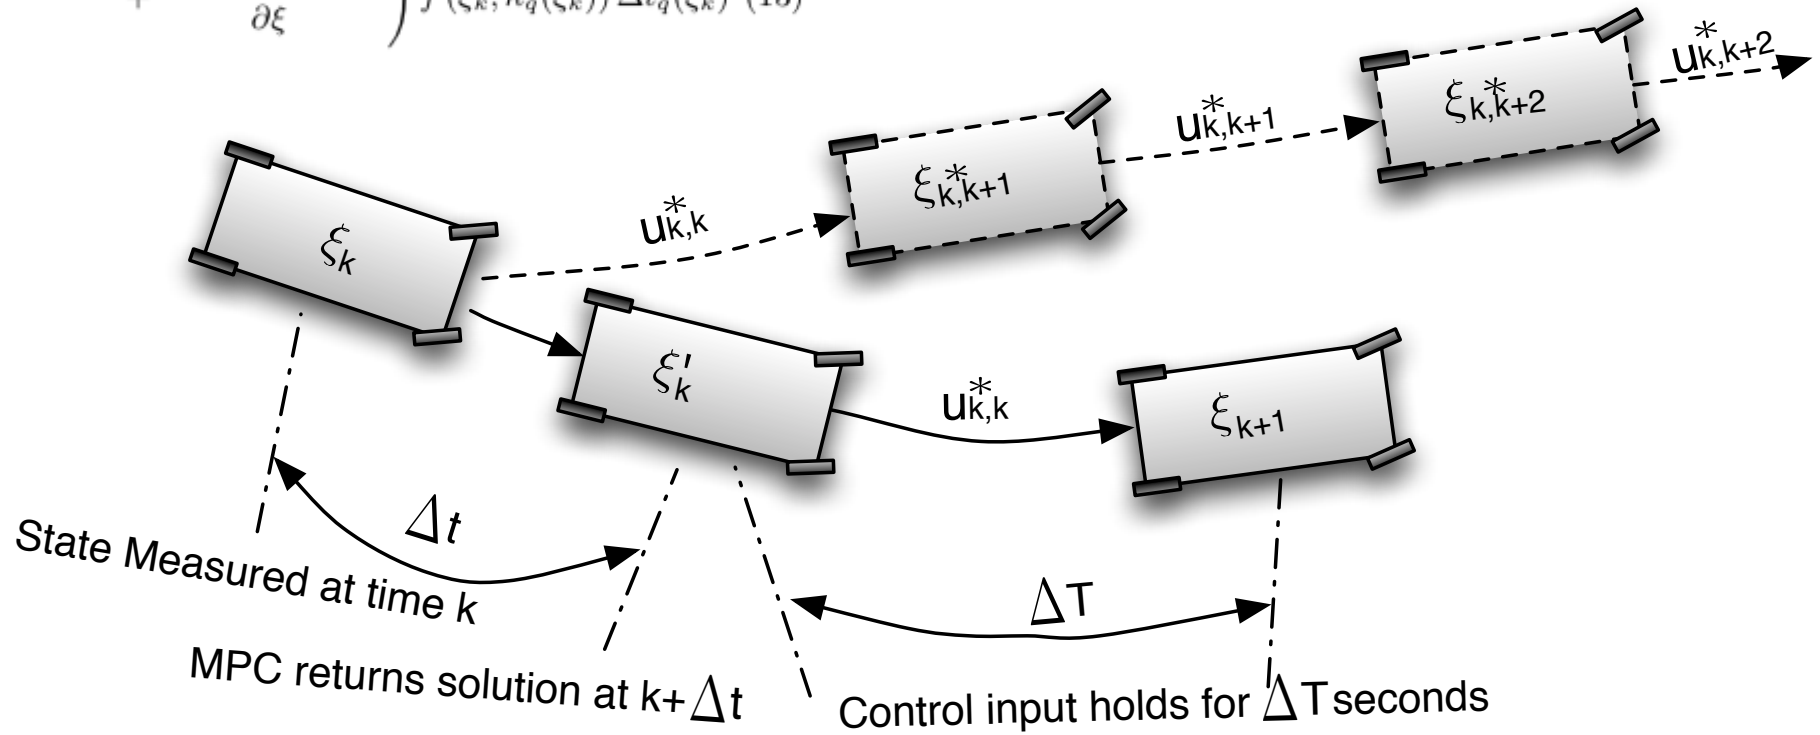 ∂ξ
(13)
u*k,k+2
ξ*k,k+2
u*k,k+1
ξ*k,k+1
u*k,k
ξk
ξ'k
u*k,k
ξk+1
Δt
State Measured at time k
ΔT
MPC returns solution at k+Δt
Control input holds for ΔT seconds